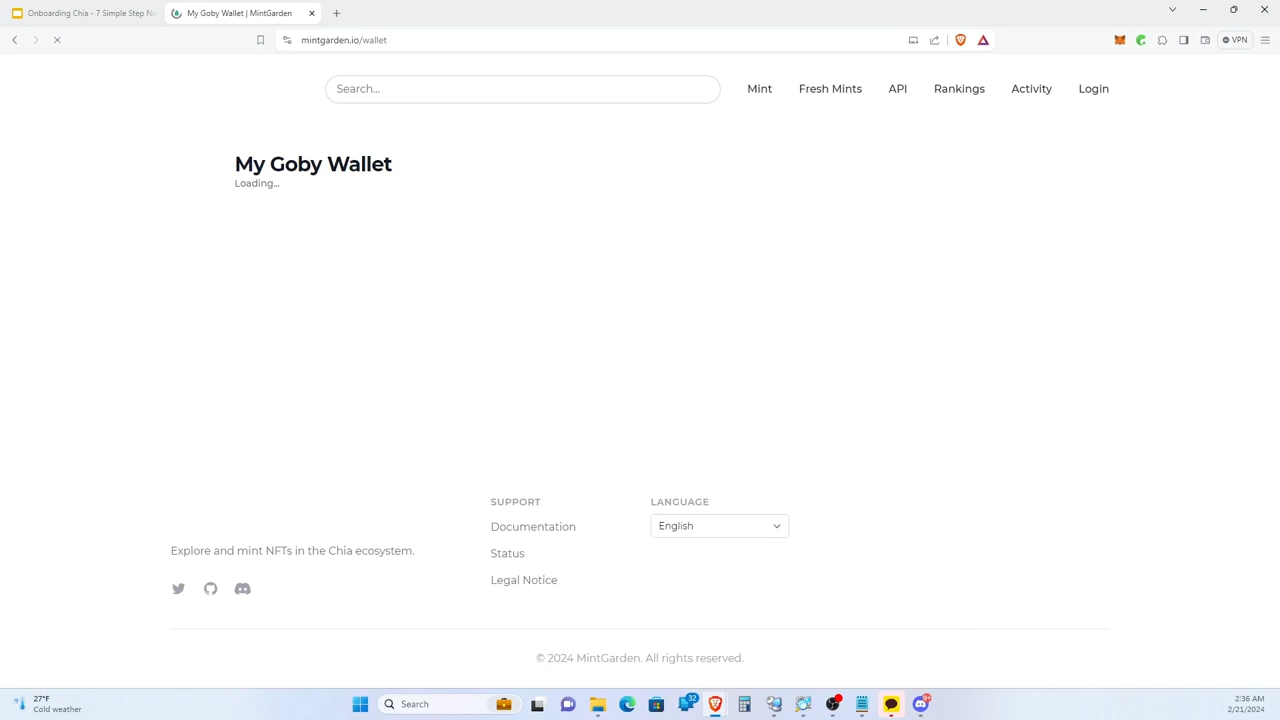 Onboarding Chia - 7 Simple Step N
My Goby Wallet | MintGarden
mintgarden.io/wallet
VPN
Search...
Mint
Fresh Mints
API
Rankings
Activity
Login
My Goby Wallet
Loading...
Explore and mint NFTs in the Chia ecosystem.
SUPPORT
Documentation
Status
Legal Notice
LANGUAGE
English
© 2024 MintGarden. All rights reserved.
27°F
Cold weather
Search
32
9+
2:36 AM
2/21/2024